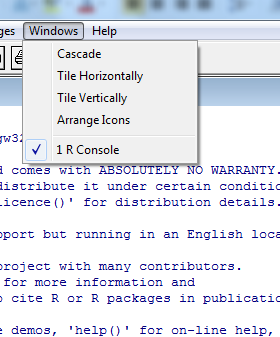 ges Windows Help
Cascade
Tile Horizontally
Tile Vertically
Arrange Icons
1 R Console
gw32
d comes with ABSOLUTELY NO WARRANTY.
distribute it under certain conditio
licence()' for distribution details.
pport but running in an English loca
project with many contributors.
for more information and
o cite R or R packages in publication
e demos, 'help()' for on-line help,